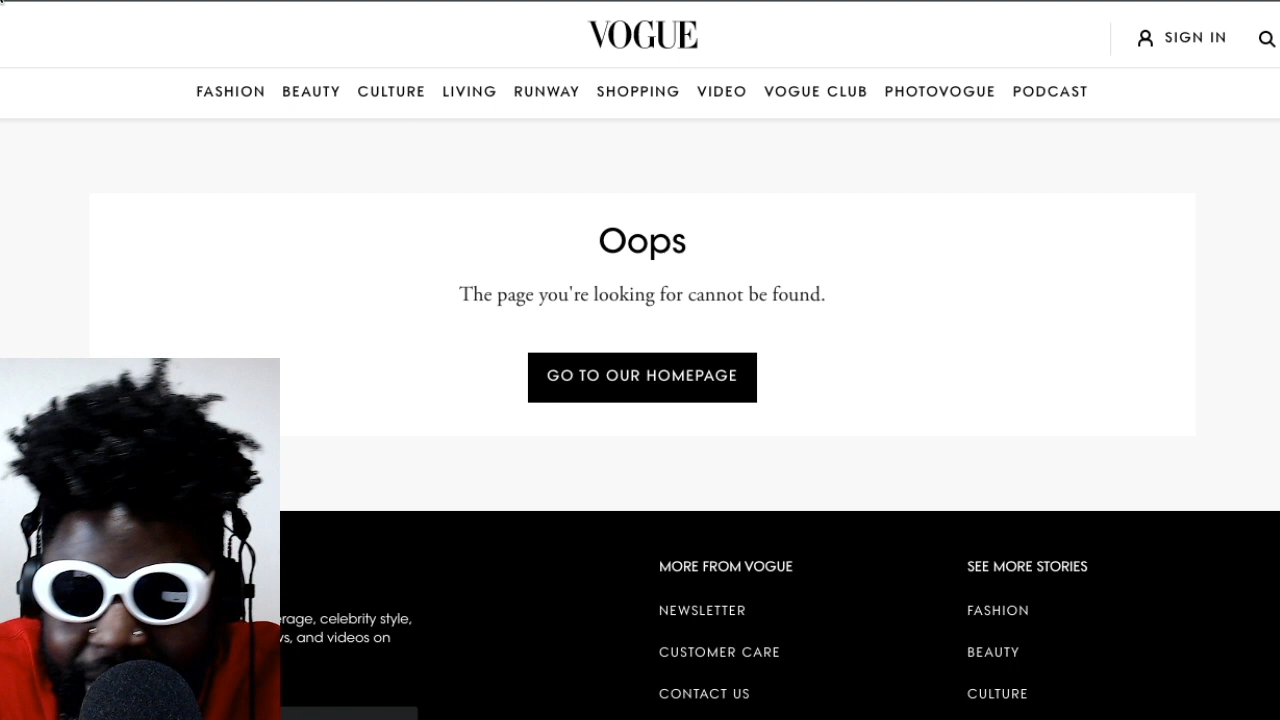 VOGUE
SIGN IN
FASHION BEAUTY CULTURE LIVING RUNWAY SHOPPING VIDEO VOGUE CLUB PHOTOVOGUE PODCAST
Oops
The page you're looking for cannot be found.
GO TO OUR HOMEPAGE
celebrity style,
and videos on
MORE FROM VOGUE
NEWSLETTER
CUSTOMER CARE
CONTACT US
SEE MORE STORIES
FASHION
BEAUTY
CULTURE